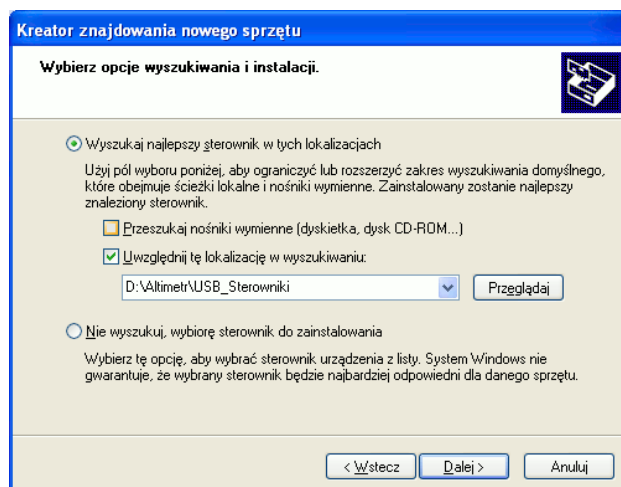 Kreator znajdowania nowego sprzętu
Wybierz opcje wyszukiwania i instalacji.
Wyszukaj najlepszy sterownik w tych lokalizacjach
Użyj pól wyboru poniżej, aby ograniczyć lub rozszerzyć zakres wyszukiwania domyślnego,
które obejmuje ścieżki lokalne i nośniki wymienne. Zainstalowany zostanie najlepszy
znaleziony sterownik.
Przeszukaj nośniki wymienne (dyskietka, dysk CD-ROM...)
Uwzględnij tę lokalizację w wyszukiwaniu:
D:\Altimetr\USB_Sterowniki
Przeglądaj
Nie wyszukuj, wybiorę sterownik do zainstalowania
Wybierz tę opcję, aby wybrać sterownik urządzenia z listy. System Windows nie
gwarantuje, że wybrany sterownik będzie najbardziej odpowiedni dla danego sprzętu.
< Wstecz
Dalej >
Anuluj